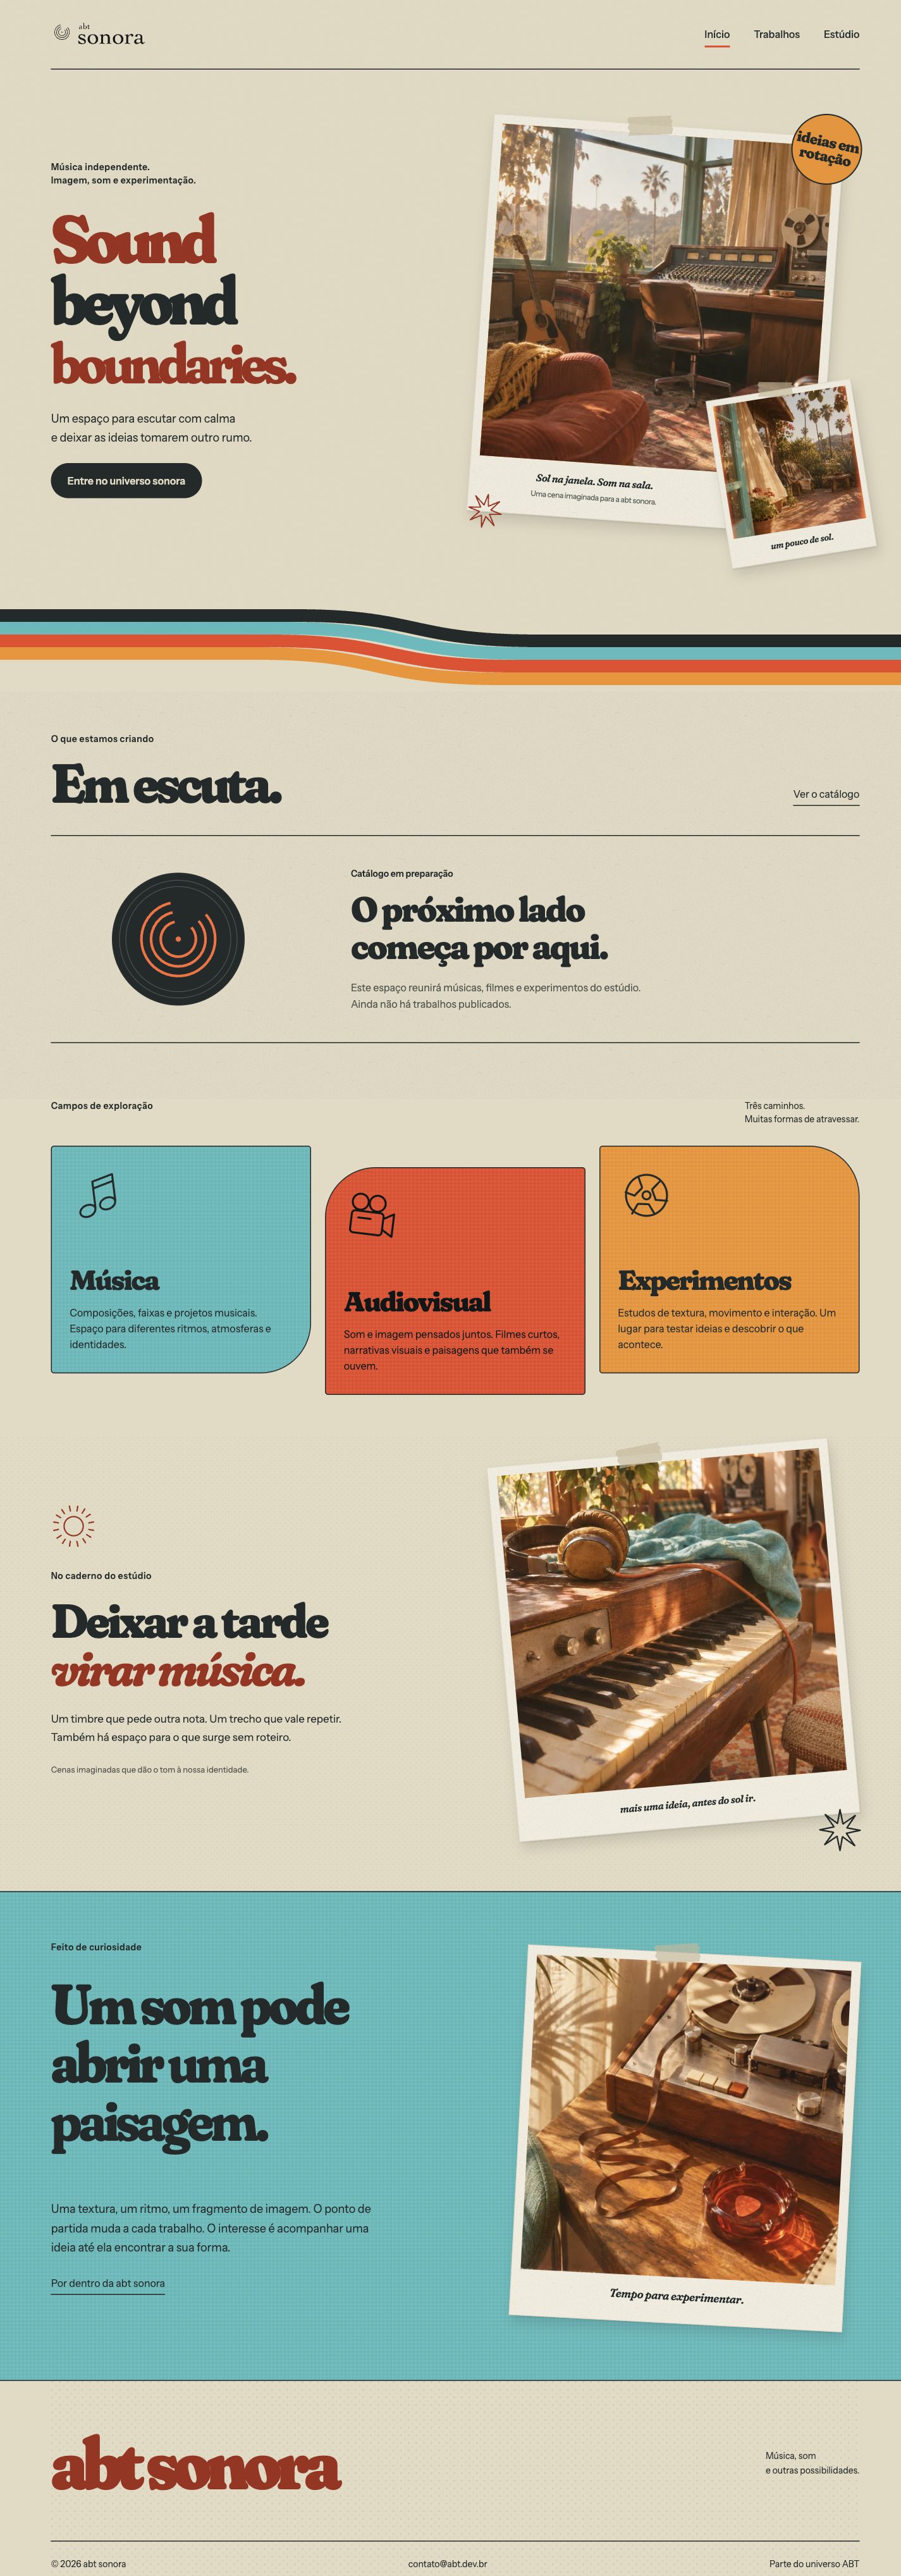 abt
sonora
Início
Trabalhos
Estúdio
ideias em
rotação
Música independente.
Imagem, som e experimentação.
Sound
beyond
boundaries.
Um espaço para escutar com calma
e deixar as ideias tomarem outro rumo.
Entre no universo sonora
Sol na janela. Som na sala.
Uma cena imaginada para a abt sonora.
um pouco de sol.
O que estamos criando
Em escuta.
Ver o catálogo
Catálogo em preparação
O próximo lado
começa por aqui.
Este espaço reunirá músicas, filmes e experimentos do estúdio.
Ainda não há trabalhos publicados.
Campos de exploração
Três caminhos.
Muitas formas de atravessar.
Música
Composições, faixas e projetos musicais.
Espaço para diferentes ritmos, atmosferas e
identidades.
Audiovisual
Som e imagem pensados juntos. Filmes curtos,
narrativas visuais e paisagens que também se
ouvem.
Experimentos
Estudos de textura, movimento e interação. Um
lugar para testar ideias e descobrir o que
acontece.
No caderno do estúdio
Deixar a tarde
virar música.
Um timbre que pede outra nota. Um trecho que vale repetir.
Também há espaço para o que surge sem roteiro.
Cenas imaginadas que dão o tom à nossa identidade.
mais uma ideia, antes do sol ir.
Feito de curiosidade
Um som pode
abrir uma
paisagem.
Uma textura, um ritmo, um fragmento de imagem. O ponto de
partida muda a cada trabalho. O interesse é acompanhar uma
ideia até ela encontrar a sua forma.
Por dentro da abt sonora
Tempo para experimentar.
abt sonora
Música, som
e outras possibilidades.
© 2026 abt sonora
contato@abt.dev.br
Parte do universo ABT